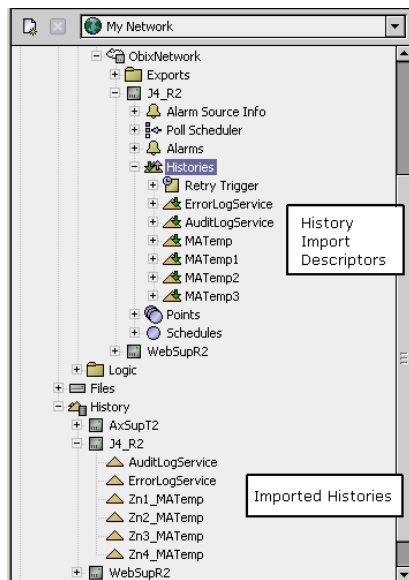 My Network
ObixNetwork
Exports
J4_R2
Alarm Source Info
Poll Scheduler
Alarms
Histories
Retry Trigger
ErrorLogService
AuditLogService
MATemp
MATemp1
MATemp2
MATemp3
History
Import
Descriptors
Points
Schedules
WebSupR2
Logic
Files
History
AxSupT2
J4_R2
AuditLogService
ErrorLogService
Zn1_MATemp
Zn2_MATemp
Zn3_MATemp
Zn4_MATemp
Imported Histories
WebSupR2